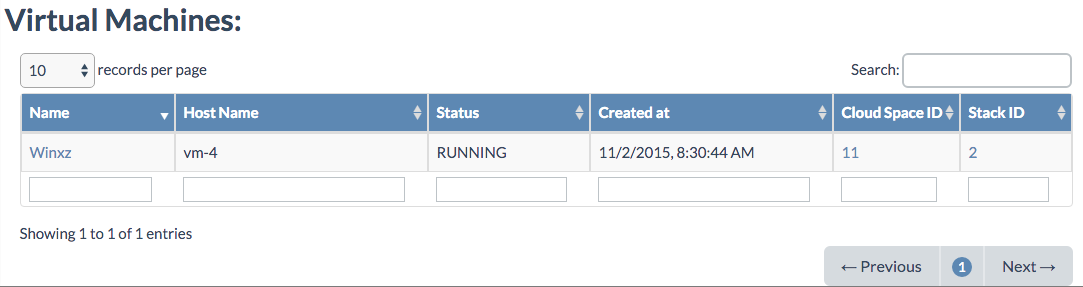 Virtual Machines:
10 records per page Search:
Name Host Name Status Created at Cloud Space ID Stack ID
Winxz vm-4 RUNNING 11/2/2015, 8:30:44 AM 11 2
Showing 1 to 1 of 1 entries
← Previous 1 Next →